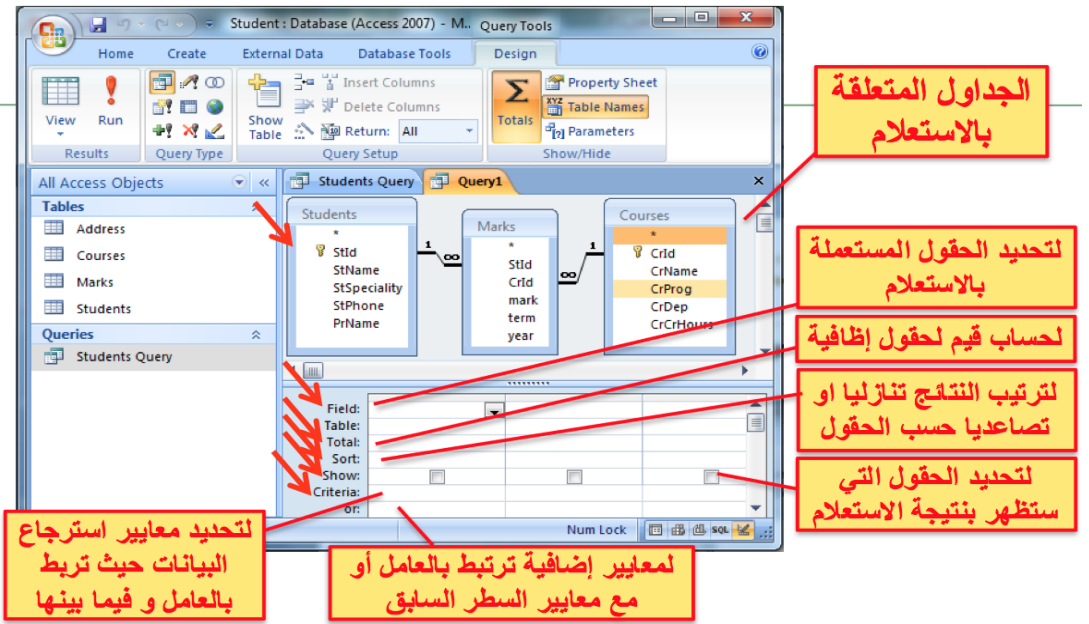 Student : Database (Access 2007) - M.. Query Tools
Home Create External Data Database Tools Design
View
Run
Results
Query Type
Show
Table
Insert Columns
Delete Columns
Return: All
Query Setup
Totals
Property Sheet
XYZ Table Names
[?] Parameters
Show/Hide
All Access Objects
Tables
Address
Courses
Marks
Students
Queries
Students Query
Students Query Query1
Students
*
StId
StName
StSpeciality
StPhone
PrName
1
∞
Marks
*
StId
CrId
mark
term
year
∞
1
Courses
*
CrId
CrName
CrProg
CrDep
CrCrHours
Field:
Table:
Total:
Sort:
Show:
Criteria:
or:
Num Lock SQL
الجداول المتعلقة
بالاستعلام
لتحديد الحقول المستعملة
بالاستعلام
لحساب قيم لحقول إظافية
لترتيب النتائج تنازليا او
تصاعديا حسب الحقول
لتحديد الحقول التي
ستظهر بنتيجة الاستعلام
لتحديد معايير استرجاع
البيانات حيث تربط
بالعامل و فيما بينها
لمعايير إضافية ترتبط بالعامل أو
مع معايير السطر السابق